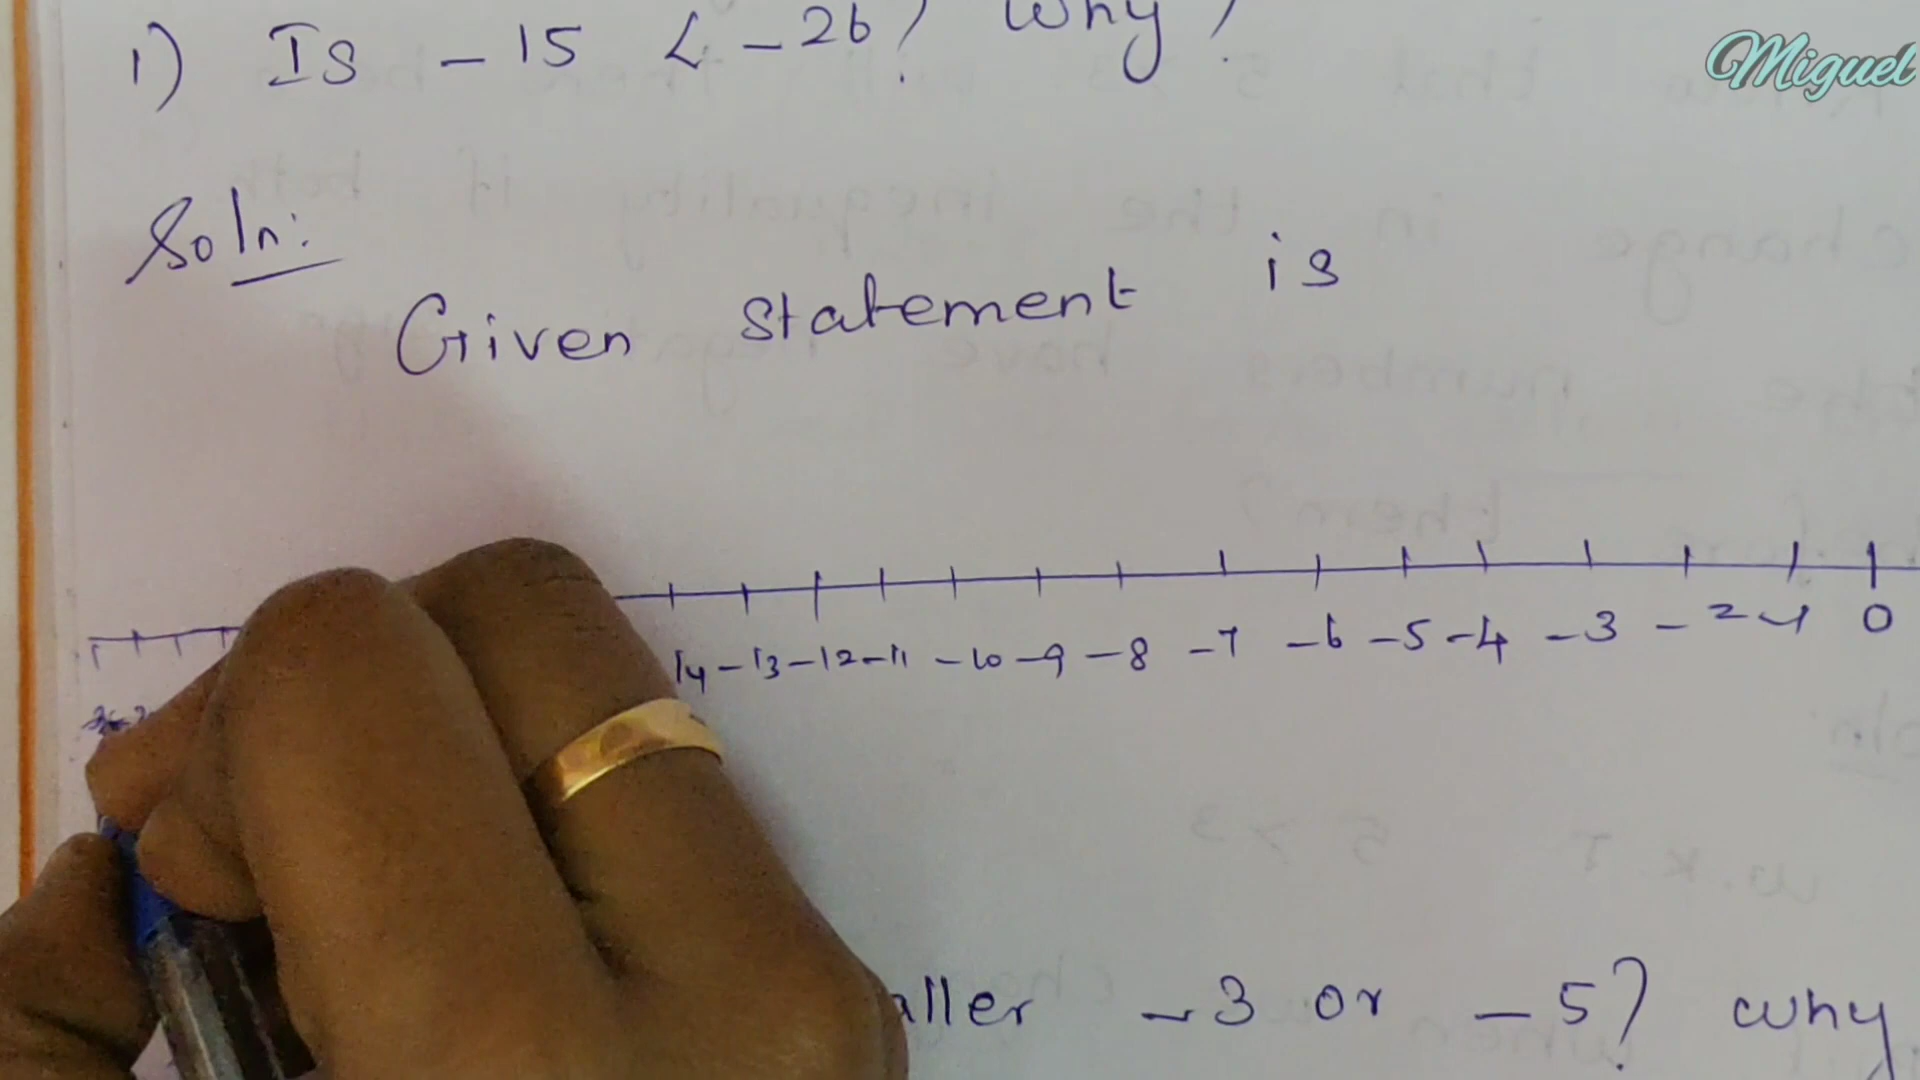 Miguel
1) Is -15 < -26? Why?
Soln:
Given statement is
14 -13 -12 -11 -10 -9 -8 -7 -6 -5 -4 -3 -2 -1 0
aller -3 or -5? why